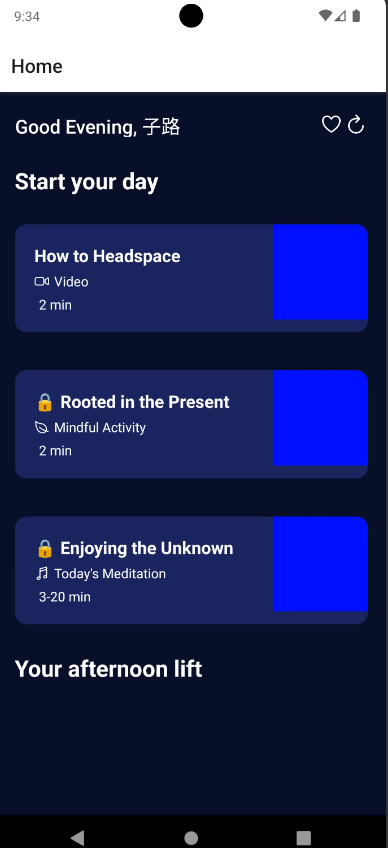 9:34
Home
Good Evening, 子路
Start your day
How to Headspace
Video
2 min
🔒 Rooted in the Present
Mindful Activity
2 min
🔒 Enjoying the Unknown
Today's Meditation
3-20 min
Your afternoon lift